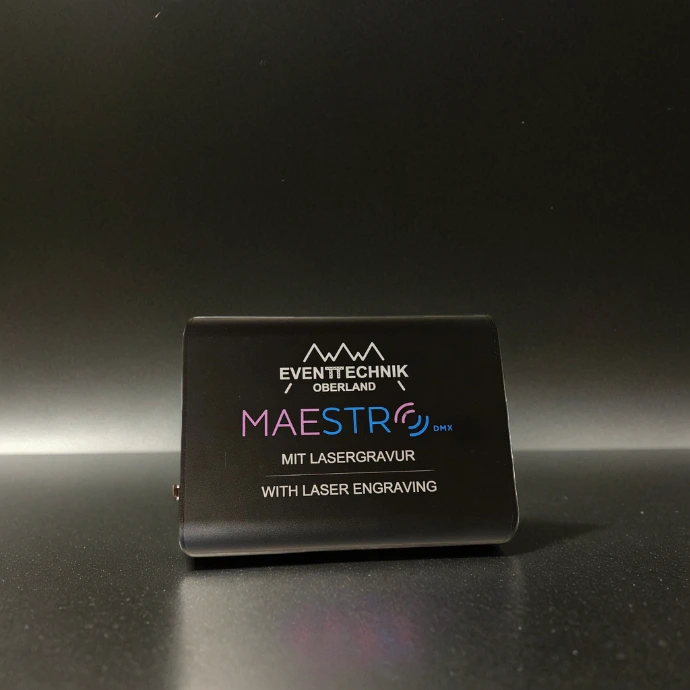 EVENTTECHNIK
OBERLAND
MAESTRO DMX
MIT LASERGRAVUR
WITH LASER ENGRAVING